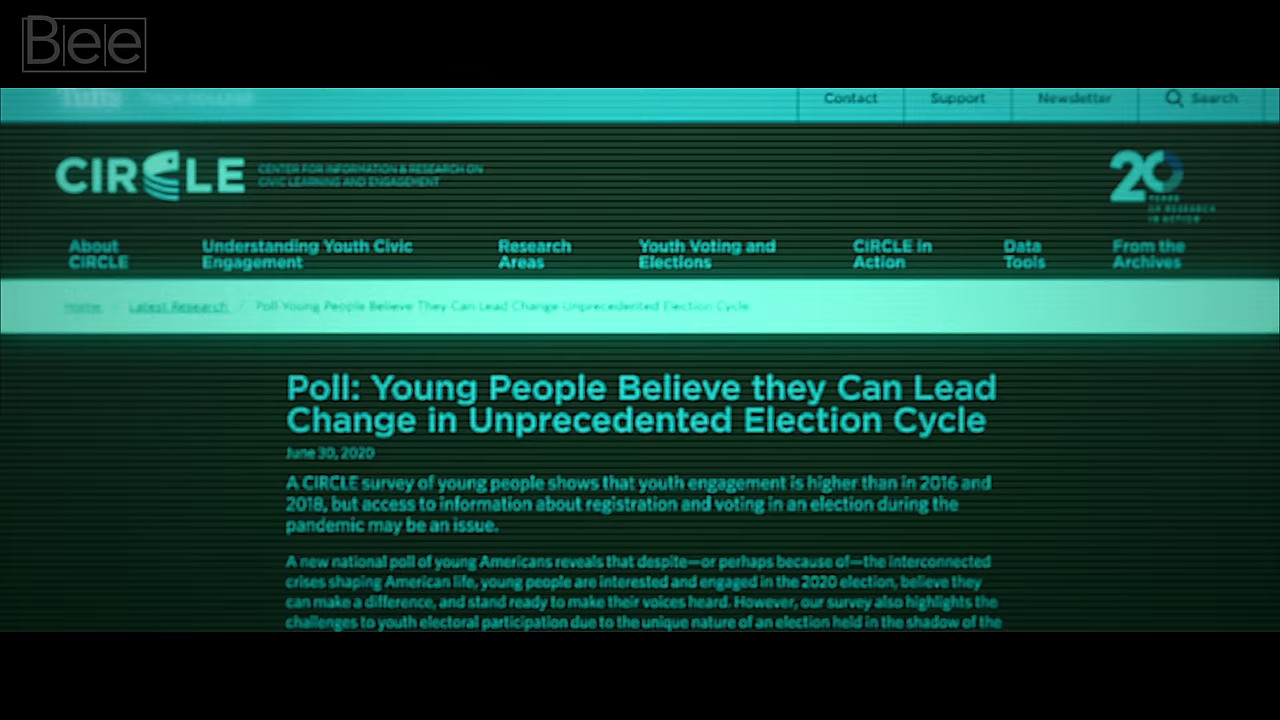 Bee
Tufts
Contact Support Newsletter Search
CIRCLE CENTER FOR INFORMATION & RESEARCH ON
CIVIC LEARNING AND ENGAGEMENT
20
YEARS
OF RESEARCH
IN ACTION
About
CIRCLE
Understanding Youth Civic
Engagement
Research
Areas
Youth Voting and
Elections
CIRCLE in
Action
Data
Tools
From the
Archives
Home / Latest Research / Poll Young People Believe They Can Lead Change Unprecedented Election Cycle
Poll: Young People Believe they Can Lead
Change in Unprecedented Election Cycle
June 30, 2020
A CIRCLE survey of young people shows that youth engagement is higher than in 2016 and
2018, but access to information about registration and voting in an election during the
pandemic may be an issue.
A new national poll of young Americans reveals that despite—or perhaps because of—the interconnected
crises shaping American life, young people are interested and engaged in the 2020 election, believe they
can make a difference, and stand ready to make their voices heard. However, our survey also highlights the
challenges to youth electoral participation due to the unique nature of an election held in the shadow of the